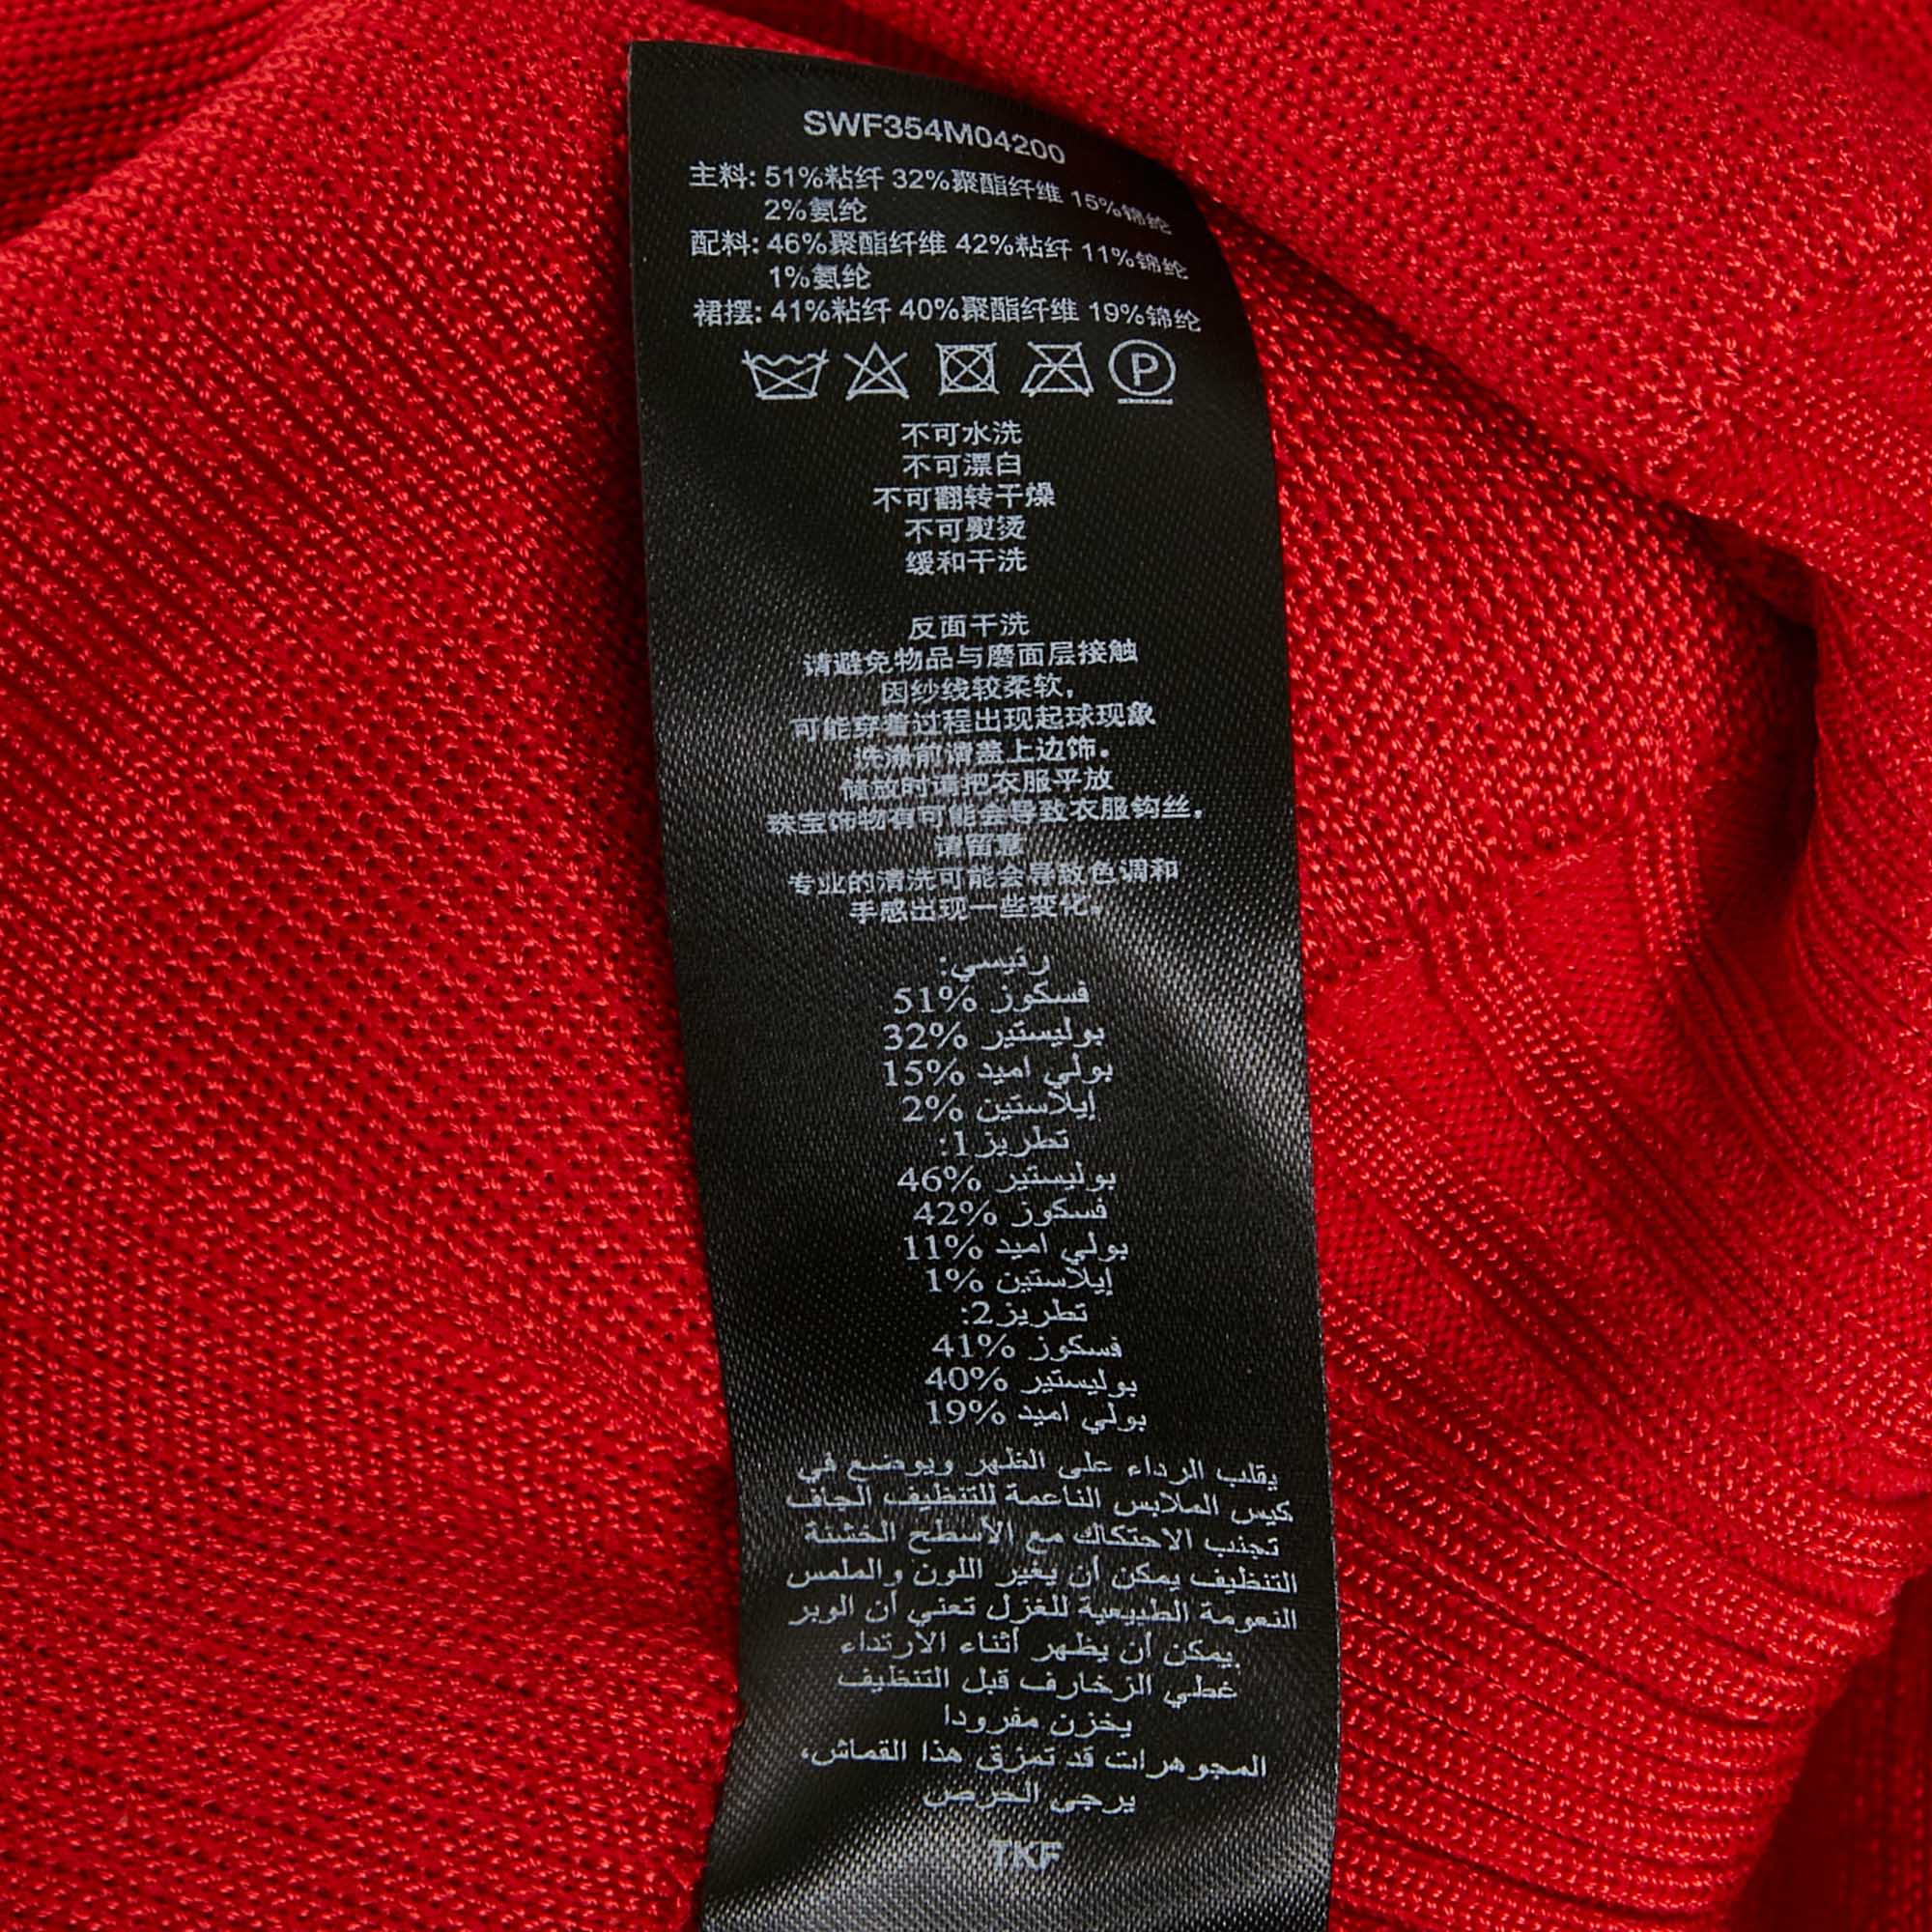 SWF354M04200
主料: 51%粘纤 32%聚酯纤维 15%锦纶
2%氨纶
配料: 46%聚酯纤维 42%粘纤 11%锦纶
1%氨纶
裙摆: 41%粘纤 40%聚酯纤维 19%锦纶
P
不可水洗
不可漂白
不可翻转干燥
不可熨烫
缓和干洗
反面干洗
请避免物品与磨面层接触
因纱线较柔软,
可能穿著过程出现起球现象
洗涤前请盖上边饰。
储放时请把衣服平放
珠宝饰物有可能会导致衣服钩丝。
请留意
专业的清洗可能会导致色调和
手感出现一些变化。
رئيسي:
فسكوز %51
بوليستير %32
بولي اميد %15
إيلاستين %2
تطريز1:
بوليستير %46
فسكوز %42
بولي اميد %11
إيلاستين %1
تطريز2:
فسكوز %41
بوليستير %40
بولي اميد %19
يقلب الرداء على الظهر ويوضع في
كيس الملابس الناعمة للتنظيف الجاف
تجنب الاحتكاك مع الأسطح الخشنة
التنظيف يمكن أن يغير اللون والملمس
النعومة الطبيعية للغزل تعني أن الوبر
يمكن أن يظهر أثناء الارتداء.
غطي الزخارف قبل التنظيف
يخزن مفرودا
المجوهرات قد تمزق هذا القماش،
يرجى الحرص
TKF